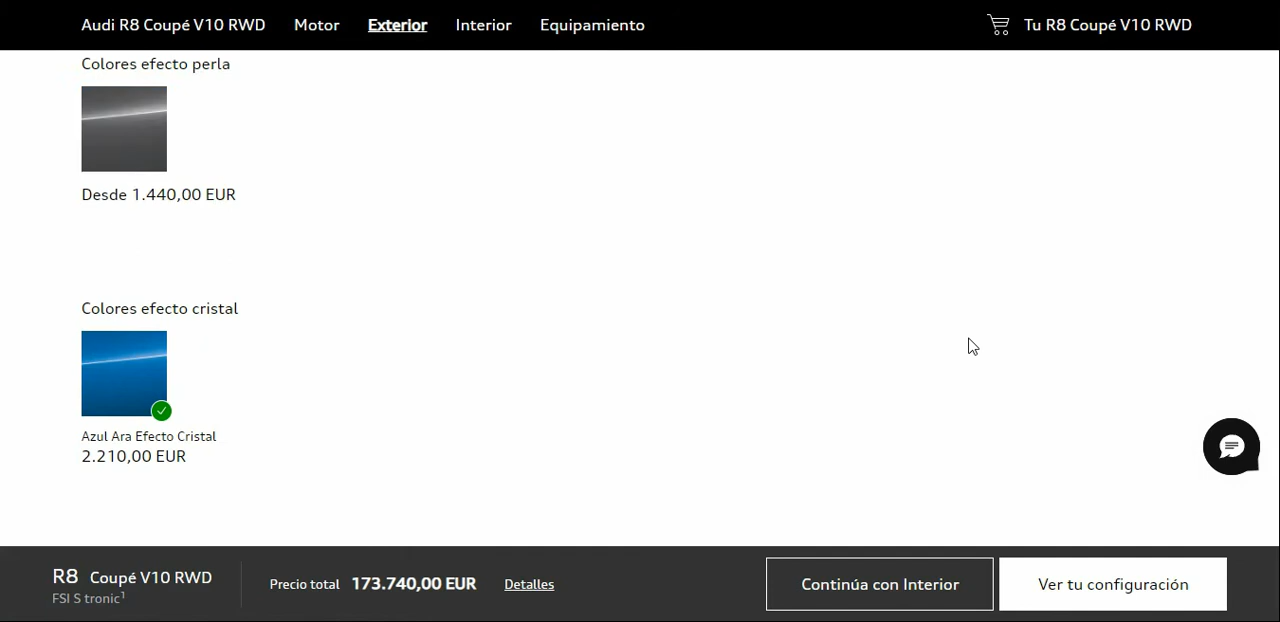 Audi R8 Coupé V10 RWD Motor Exterior Interior Equipamiento Tu R8 Coupé V10 RWD
Colores efecto perla
Desde 1.440,00 EUR
Colores efecto cristal
Azul Ara Efecto Cristal
2.210,00 EUR
R8 Coupé V10 RWD
FSI S tronic¹
Precio total 173.740,00 EUR Detalles
Continúa con Interior
Ver tu configuración